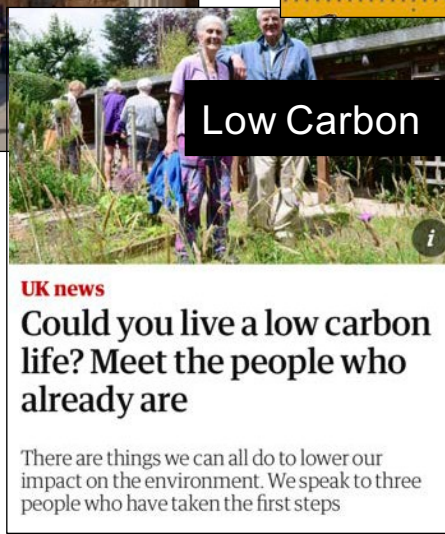 Low Carbon
i
UK news
Could you live a low carbon
life? Meet the people who
already are
There are things we can all do to lower our
impact on the environment. We speak to three
people who have taken the first steps